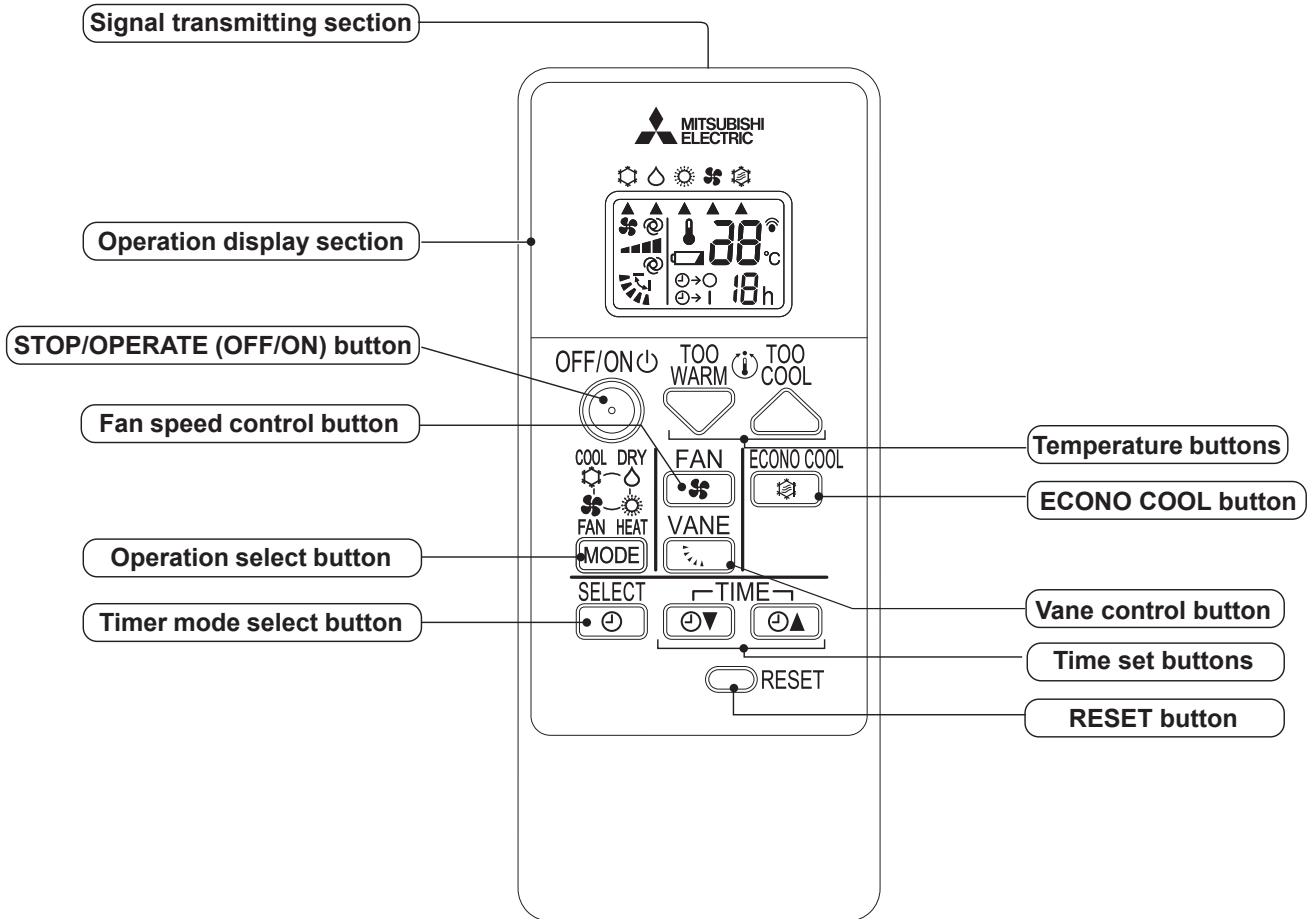 Signal transmitting section
MITSUBISHI
ELECTRIC
Operation display section
38 °C
18 h
STOP/OPERATE (OFF/ON) button
OFF/ON
TOO WARM
TOO COOL
Fan speed control button
Temperature buttons
COOL DRY
FAN
ECONO COOL
ECONO COOL button
FAN HEAT
VANE
Operation select button
MODE
SELECT
TIME
Vane control button
Timer mode select button
Time set buttons
RESET
RESET button